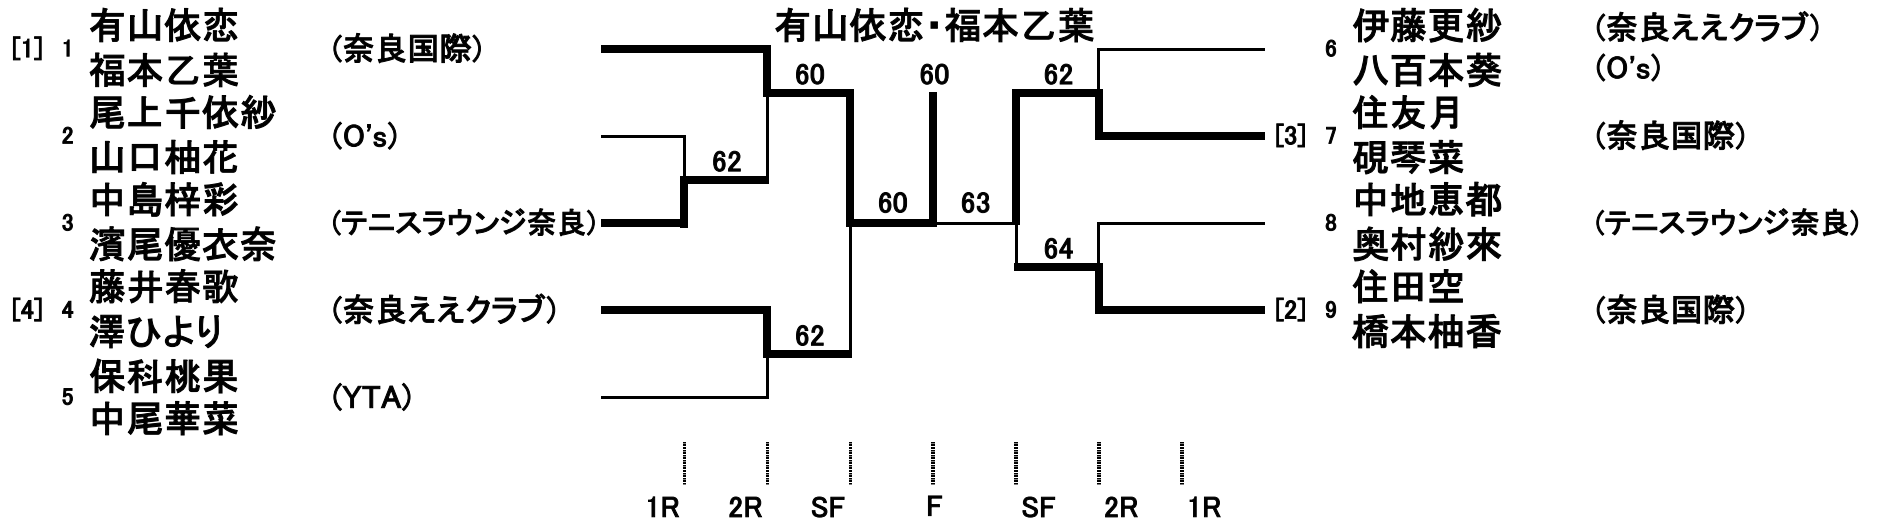 有山依恋・福本乙葉
[1] 1 有山依恋 (奈良国際)
福本乙葉
2 尾上千依紗 (O's)
山口柚花
3 中島梓彩 (テニスラウンジ奈良)
濱尾優衣奈
[4] 4 藤井春歌 (奈良ええクラブ)
澤ひより
5 保科桃果 (YTA)
中尾華菜
60 60 62
62
60 63
64
62
6 伊藤更紗 (奈良ええクラブ)
八百本葵 (O's)
[3] 7 住友月 (奈良国際)
硯琴菜
8 中地恵都 (テニスラウンジ奈良)
奥村紗來
[2] 9 住田空 (奈良国際)
橋本柚香
1R 2R SF F SF 2R 1R